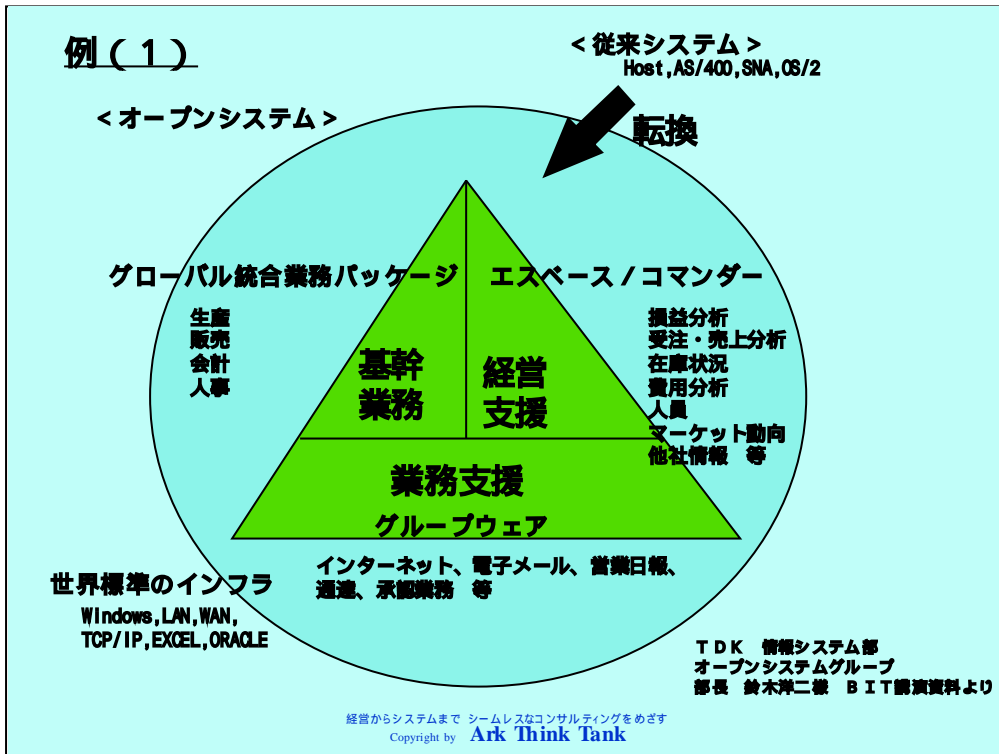 例(1)
<従来システム>
Host,AS/400,SNA,OS/2
<オープンシステム>
転換
グローバル統合業務パッケージ
生産
販売
会計
人事
エスベース/コマンダー
損益分析
受注・売上分析
在庫状況
費用分析
人員
マーケット動向
他社情報 等
基幹
業務
経営
支援
業務支援
グループウェア
インターネット、電子メール、営業日報、
通達、承認業務 等
世界標準のインフラ
Windows,LAN,WAN,
TCP/IP,EXCEL,ORACLE
TDK 情報システム部
オープンシステムグループ
部長 鈴木洋二様 BIT講演資料より
経営からシステムまで シームレスなコンサルティングをめざす
Copyright by Ark Think Tank